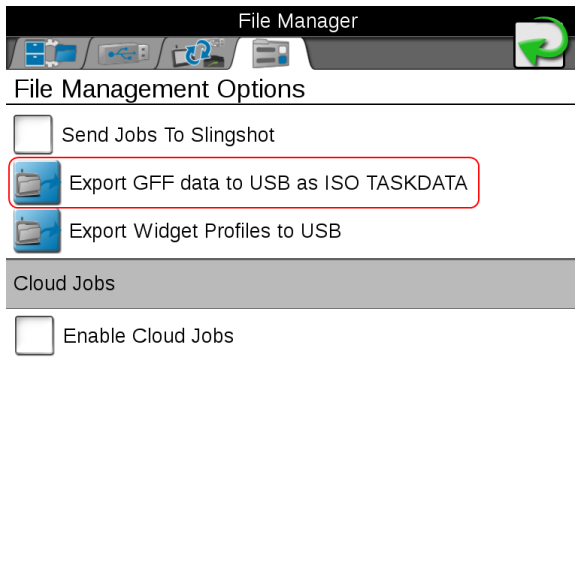 File Manager
File Management Options
Send Jobs To Slingshot
Export GFF data to USB as ISO TASKDATA
Export Widget Profiles to USB
Cloud Jobs
Enable Cloud Jobs